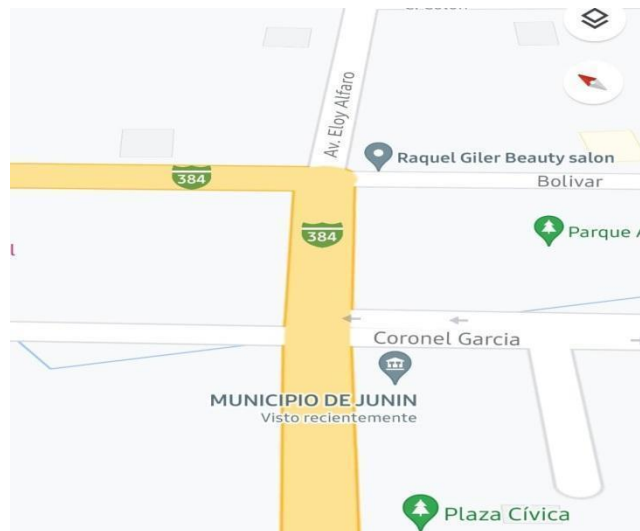 Av. Eloy Alfaro
Raquel Giler Beauty salon
384
Bolivar
384
Parque A
l
Coronel Garcia
MUNICIPIO DE JUNIN
Visto recientemente
Plaza Cívica